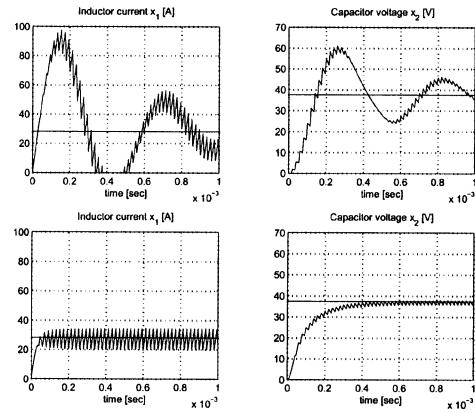 Inductor current x1 [A]
100
80
60
40
20
0
0 0.2 0.4 0.6 0.8 1
time [sec] x 10-3
Capacitor voltage x2 [V]
70
60
50
40
30
20
10
0
0 0.2 0.4 0.6 0.8 1
time [sec] x 10-3
Inductor current x1 [A]
100
80
60
40
20
0
0 0.2 0.4 0.6 0.8 1
time [sec] x 10-3
Capacitor voltage x2 [V]
70
60
50
40
30
20
10
0
0 0.2 0.4 0.6 0.8 1
time [sec] x 10-3